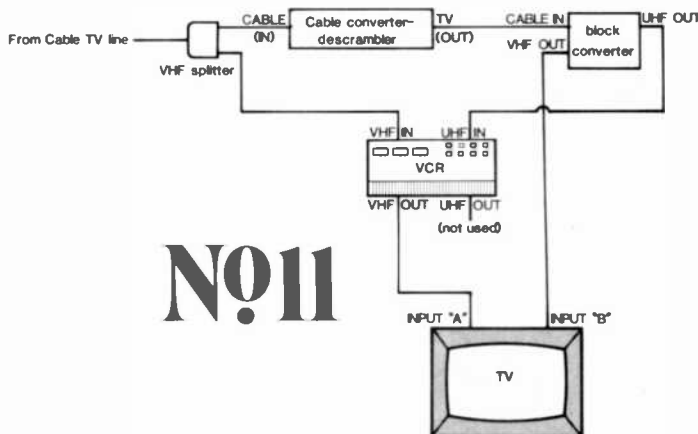 CABLE
(IN)
Cable converter-
descrambler
TV
(OUT)
CABLE IN
UHF OUT
VHF OUT
block
converter
From Cable TV line
VHF splitter
VHF IN
UHF IN
VCR
VHF OUT
UHF OUT
(not used)
No11
INPUT "A"
INPUT "B"
TV